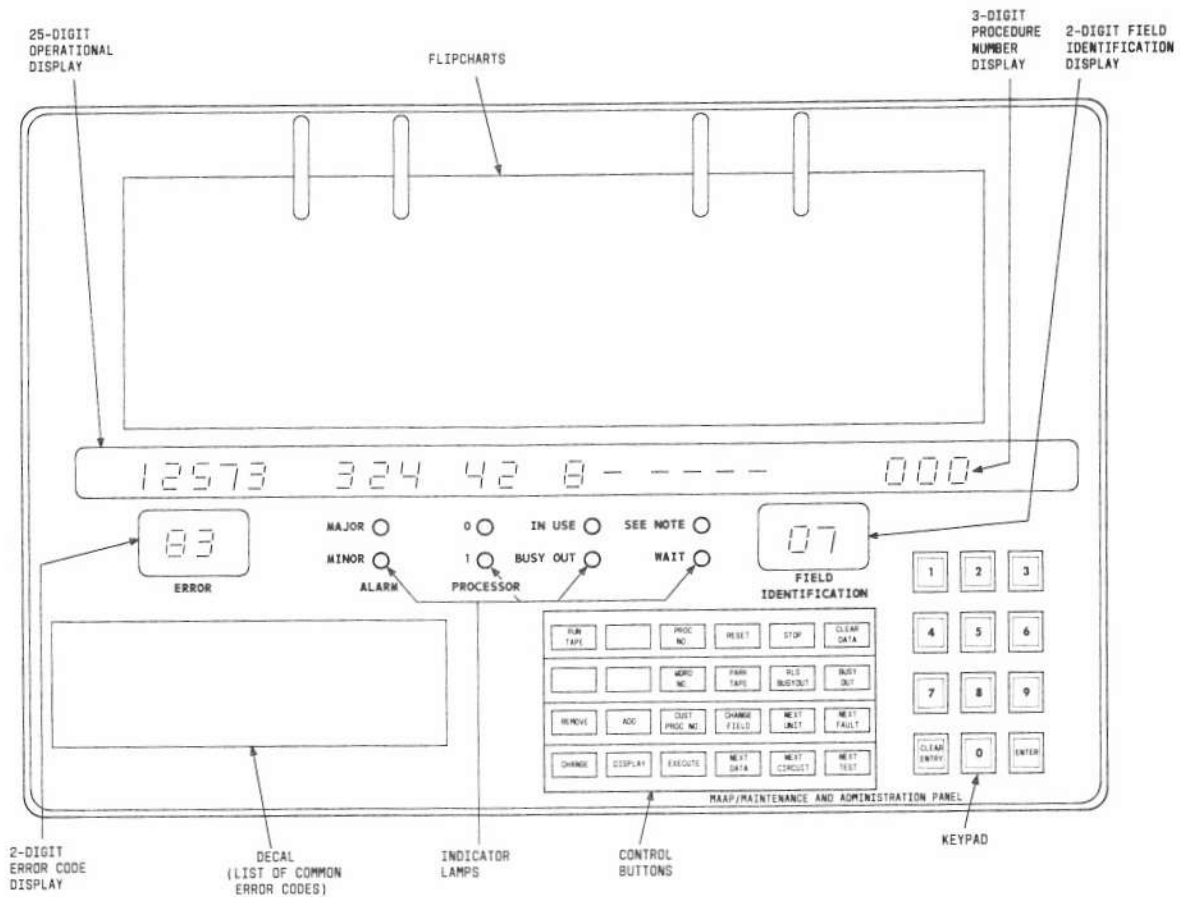 25-DIGIT
OPERATIONAL
DISPLAY
FLIPCHARTS
3-DIGIT
PROCEDURE
NUMBER
DISPLAY
2-DIGIT FIELD
IDENTIFICATION
DISPLAY
12573 324 42 8- ---- 000
83
ERROR
MAJOR
MINOR
ALARM
0
1
PROCESSOR
IN USE
BUSY OUT
SEE NOTE
WAIT
07
FIELD
IDENTIFICATION
RUN TAPE
PROC NO.
RESET
STOP
CLEAR DATA
WORD NO.
PARK TAPE
RLS BUSYOUT
BUSY OUT
REMOVE
ADD
CUST PROC NO.
CHANGE FIELD
NEXT UNIT
NEXT FAULT
CHANGE
DISPLAY
EXECUTE
NEXT DATA
NEXT CIRCUIT
NEXT TEST
MAAP/MAINTENANCE AND ADMINISTRATION PANEL
1 2 3
4 5 6
7 8 9
CLEAR ENTRY 0 ENTER
2-DIGIT
ERROR CODE
DISPLAY
DECAL
(LIST OF COMMON
ERROR CODES)
INDICATOR
LAMPS
CONTROL
BUTTONS
KEYPAD